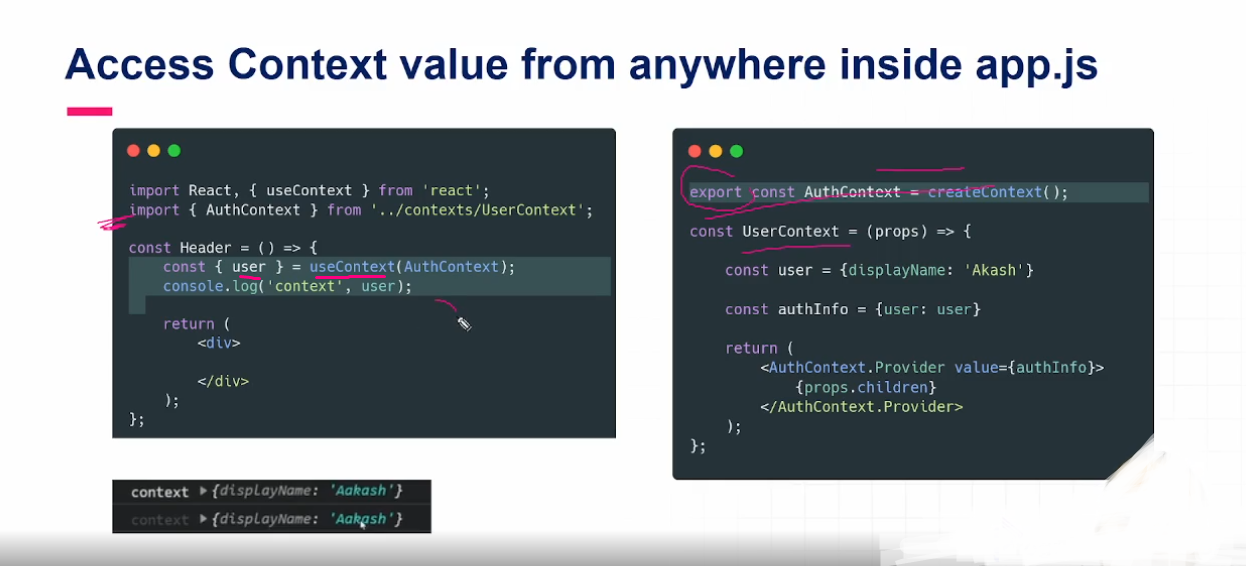 Access Context value from anywhere inside app.js
import React, { useContext } from 'react';
import { AuthContext } from '../contexts/UserContext';
const Header = () => {
const { user } = useContext(AuthContext);
console.log('context', user);
return (
<div>
</div>
);
};
context ▶{displayName: 'Aakash'}
context ▶{displayName: 'Aakash'}
export const AuthContext = createContext();
const UserContext = (props) => {
const user = {displayName: 'Akash'}
const authInfo = {user: user}
return (
<AuthContext.Provider value={authInfo}>
{props.children}
</AuthContext.Provider>
);
};